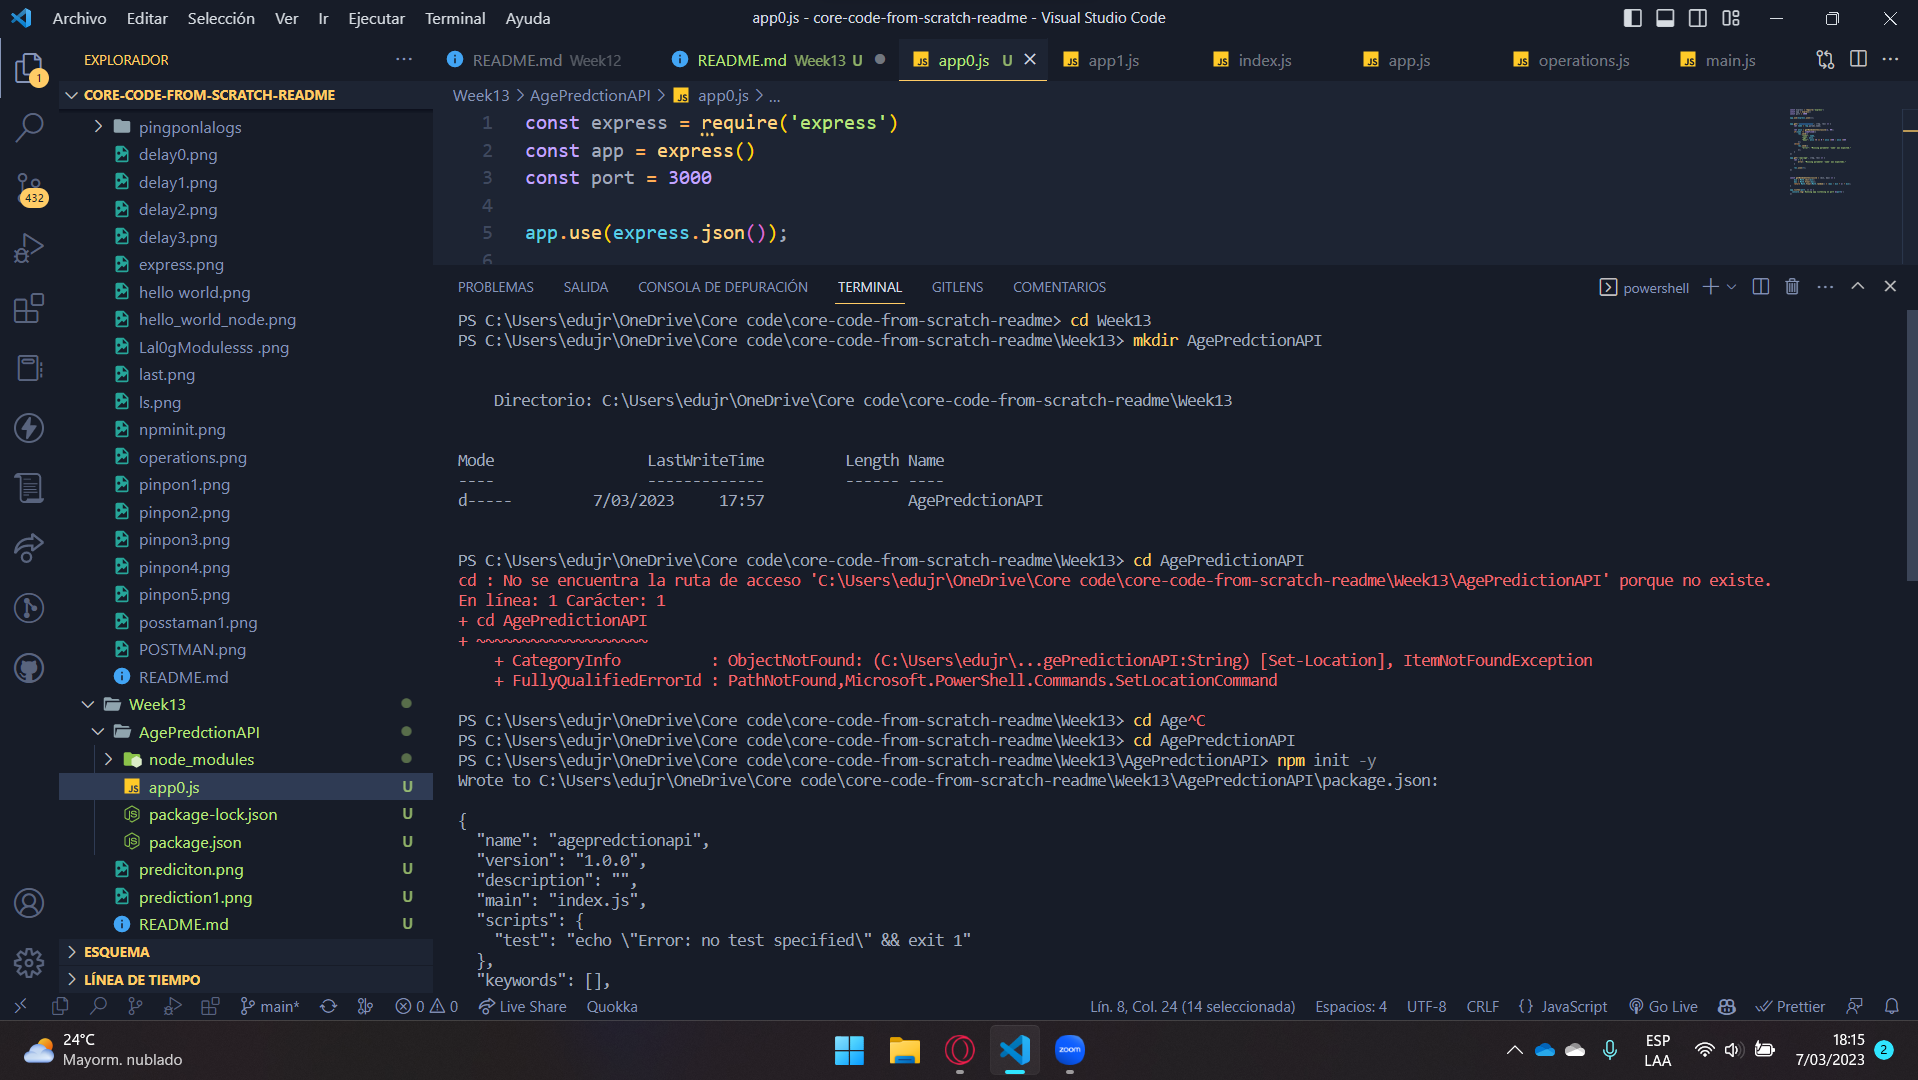 Archivo Editar Selección Ver Ir Ejecutar Terminal Ayuda
app0.js - core-code-from-scratch-readme - Visual Studio Code
EXPLORADOR
README.md Week12
README.md Week13 U
app0.js U
app1.js
index.js
app.js
operations.js
main.js
1
432
CORE-CODE-FROM-SCRATCH-README
pingponlalogs
delay0.png
delay1.png
delay2.png
delay3.png
express.png
hello world.png
hello_world_node.png
Lal0gModulesss .png
last.png
ls.png
npminit.png
operations.png
pinpon1.png
pinpon2.png
pinpon3.png
pinpon4.png
pinpon5.png
posstaman1.png
POSTMAN.png
README.md
Week13
AgePredctionAPI
node_modules
app0.js U
package-lock.json U
package.json U
prediciton.png U
prediction1.png U
README.md U
ESQUEMA
LÍNEA DE TIEMPO
Week13 > AgePredctionAPI > app0.js > ...
1 const express = require('express')
2 const app = express()
3 const port = 3000
4
5 app.use(express.json());
6
PROBLEMAS SALIDA CONSOLA DE DEPURACIÓN TERMINAL GITLENS COMENTARIOS
powershell
PS C:\Users\edujr\OneDrive\Core code\core-code-from-scratch-readme> cd Week13
PS C:\Users\edujr\OneDrive\Core code\core-code-from-scratch-readme\Week13> mkdir AgePredctionAPI
Directorio: C:\Users\edujr\OneDrive\Core code\core-code-from-scratch-readme\Week13
Mode LastWriteTime Length Name
---- ------------- ------ ----
d----- 7/03/2023 17:57 AgePredctionAPI
PS C:\Users\edujr\OneDrive\Core code\core-code-from-scratch-readme\Week13> cd AgePredictionAPI
cd : No se encuentra la ruta de acceso 'C:\Users\edujr\OneDrive\Core code\core-code-from-scratch-readme\Week13\AgePredictionAPI' porque no existe.
En línea: 1 Carácter: 1
+ cd AgePredictionAPI
+ ~~~~~~~~~~~~~~~~~~~
+ CategoryInfo : ObjectNotFound: (C:\Users\edujr\...gePredictionAPI:String) [Set-Location], ItemNotFoundException
+ FullyQualifiedErrorId : PathNotFound,Microsoft.PowerShell.Commands.SetLocationCommand
PS C:\Users\edujr\OneDrive\Core code\core-code-from-scratch-readme\Week13> cd Age^C
PS C:\Users\edujr\OneDrive\Core code\core-code-from-scratch-readme\Week13> cd AgePredctionAPI
PS C:\Users\edujr\OneDrive\Core code\core-code-from-scratch-readme\Week13\AgePredctionAPI> npm init -y
Wrote to C:\Users\edujr\OneDrive\Core code\core-code-from-scratch-readme\Week13\AgePredctionAPI\package.json:
{
"name": "agepredctionapi",
"version": "1.0.0",
"description": "",
"main": "index.js",
"scripts": {
"test": "echo \"Error: no test specified\" && exit 1"
},
"keywords": [],
main* 0 0 Live Share Quokka
Lín. 8, Col. 24 (14 seleccionada) Espacios: 4 UTF-8 CRLF {} JavaScript Go Live Prettier
24°C
Mayorm. nublado
zoom
ESP
LAA
18:15
7/03/2023
2